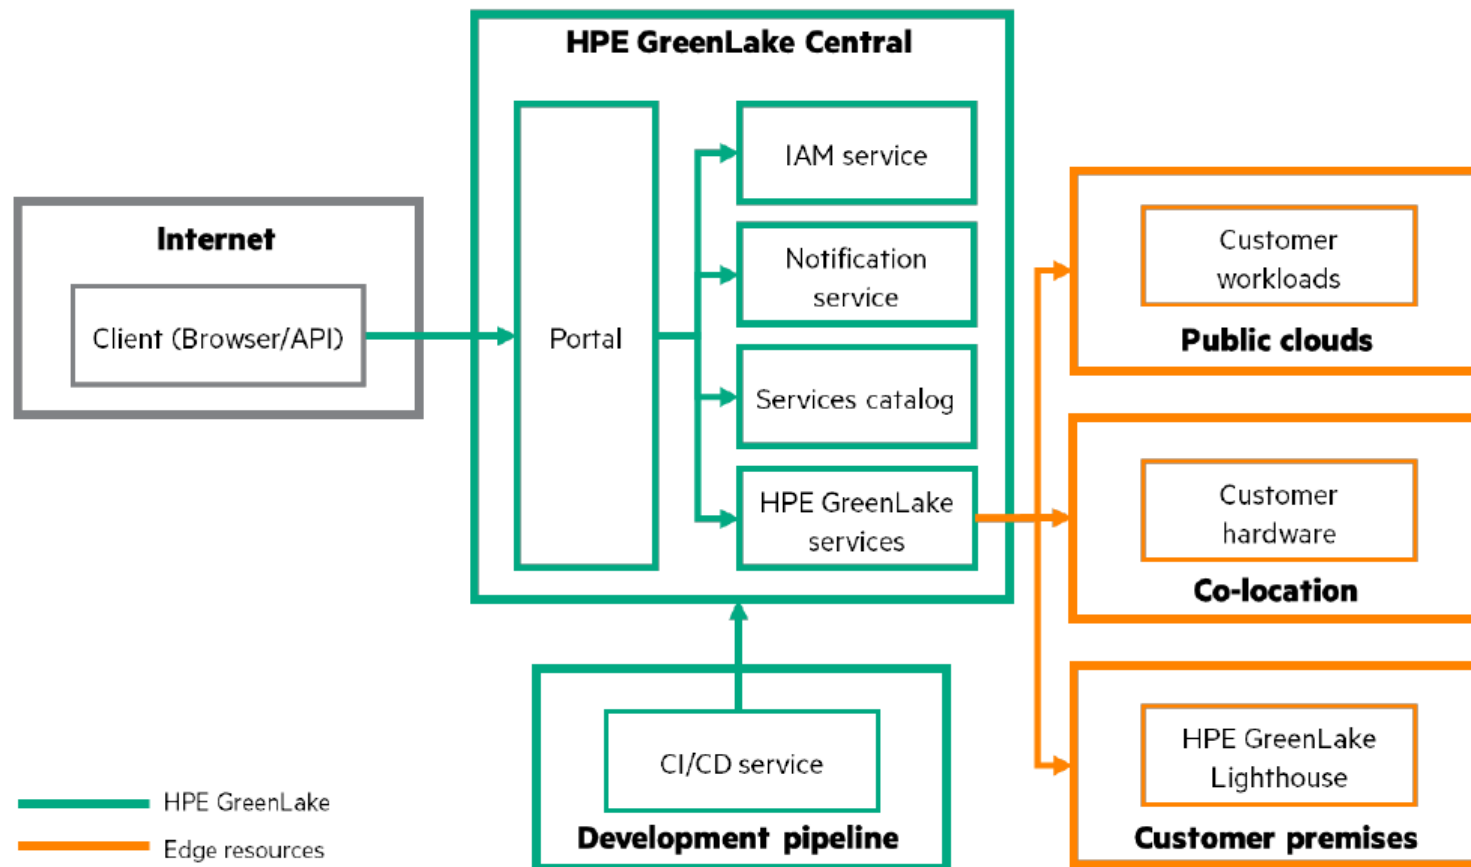 HPE GreenLake Central
Internet
Client (Browser/API)
Portal
IAM service
Notification
service
Services catalog
HPE GreenLake
services
Customer
workloads
Public clouds
Customer
hardware
Co-location
HPE GreenLake
Lighthouse
Customer premises
CI/CD service
Development pipeline
HPE GreenLake
Edge resources